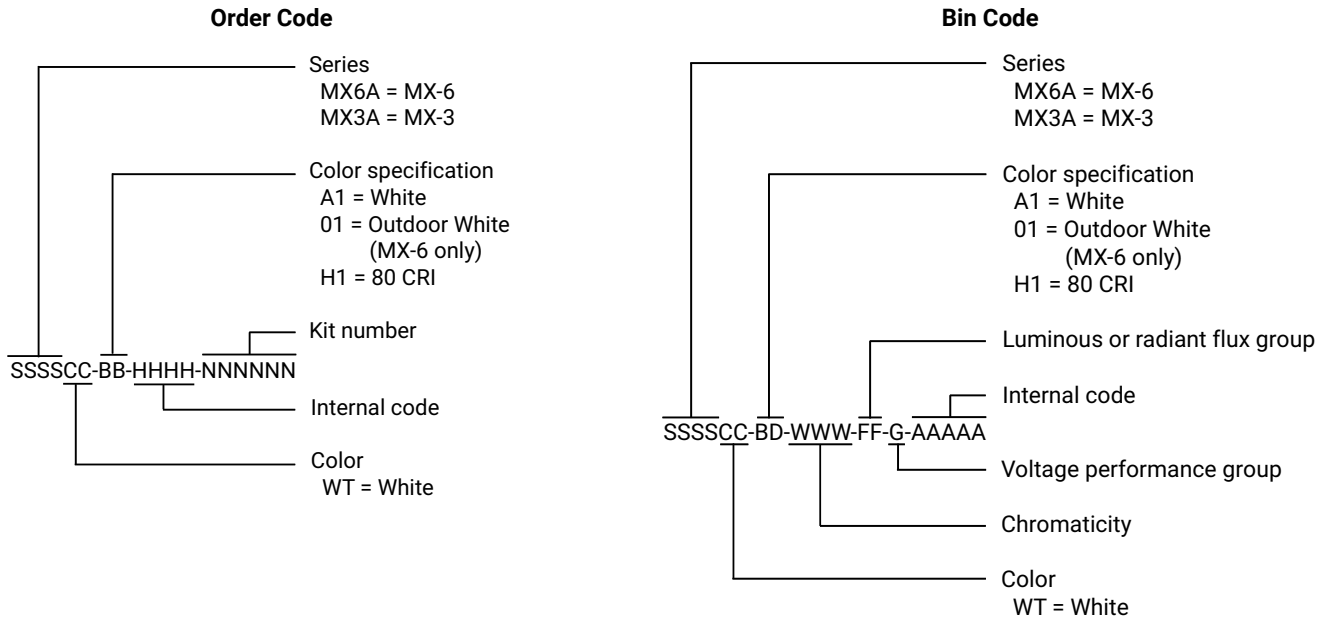 Order Code
Series
MX6A = MX-6
MX3A = MX-3
Color specification
A1 = White
01 = Outdoor White
(MX-6 only)
H1 = 80 CRI
Kit number
SSSSCC-BB-HHHH-NNNNNN
Internal code
Color
WT = White
Bin Code
Series
MX6A = MX-6
MX3A = MX-3
Color specification
A1 = White
01 = Outdoor White
(MX-6 only)
H1 = 80 CRI
Luminous or radiant flux group
Internal code
SSSSCC-BD-WWW-FF-G-AAAAA
Voltage performance group
Chromaticity
Color
WT = White